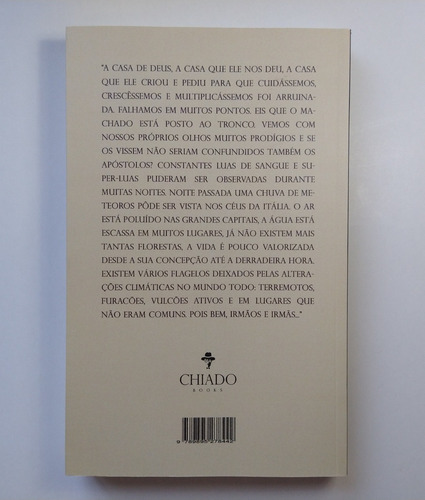 "A CASA DE DEUS, A CASA QUE ELE NOS DEU, A CASA
QUE ELE CRIOU E PEDIU PARA QUE CUIDÁSSEMOS,
CRESCÊSSEMOS E MULTIPLICÁSSEMOS FOI ARRUINA-
DA. FALHAMOS EM MUITOS PONTOS. EIS QUE O MA-
CHADO ESTÁ POSTO AO TRONCO. VEMOS COM
NOSSOS PRÓPRIOS OLHOS MUITOS PRODÍGIOS E SE
OS VISSEM NÃO SERIAM CONFUNDIDOS TAMBÉM OS
APÓSTOLOS? CONSTANTES LUAS DE SANGUE E SU-
PER-LUAS PUDERAM SER OBSERVADAS DURANTE
MUITAS NOITES. NOITE PASSADA UMA CHUVA DE ME-
TEOROS PÔDE SER VISTA NOS CÉUS DA ITÁLIA. O AR
ESTÁ POLUÍDO NAS GRANDES CAPITAIS, A ÁGUA ESTÁ
ESCASSA EM MUITOS LUGARES, JÁ NÃO EXISTEM MAIS
TANTAS FLORESTAS, A VIDA É POUCO VALORIZADA
DESDE A SUA CONCEPÇÃO ATÉ A DERRADEIRA HORA.
EXISTEM VÁRIOS FLAGELOS DEIXADOS PELAS ALTERA-
ÇÕES CLIMÁTICAS NO MUNDO TODO: TERREMOTOS,
FURACÕES, VULCÕES ATIVOS E EM LUGARES QUE
NÃO ERAM COMUNS. POIS BEM, IRMÃOS E IRMÃS..."
CHIADO
BOOKS